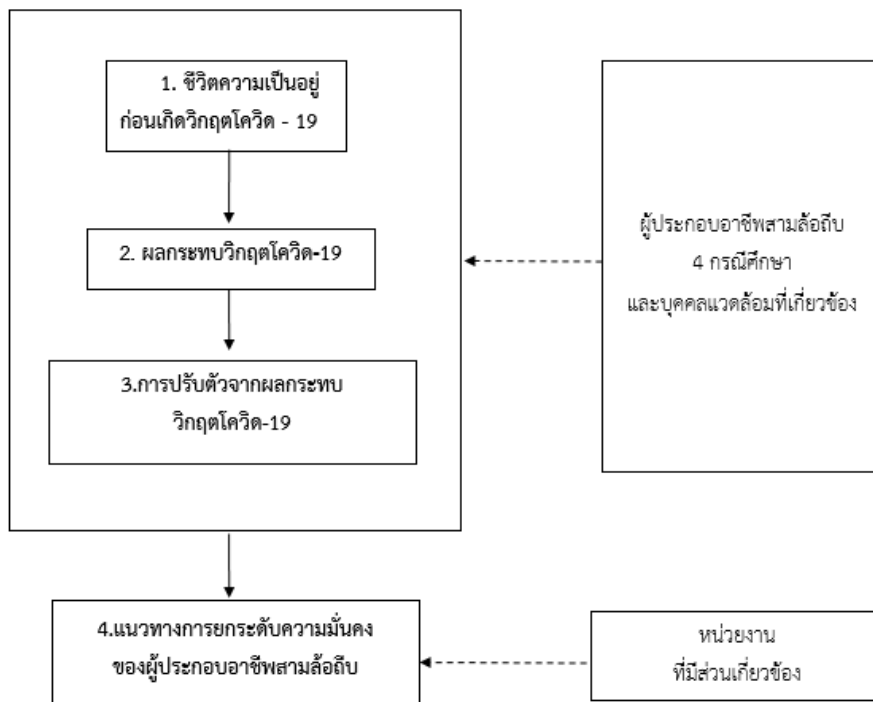 1. ชีวิตความเป็นอยู่
ก่อนเกิดวิกฤตโควิด - 19
2. ผลกระทบวิกฤตโควิด-19
3.การปรับตัวจากผลกระทบ
วิกฤตโควิด-19
ผู้ประกอบอาชีพสามล้อถีบ
4 กรณีศึกษา
และบุคคลแวดล้อมที่เกี่ยวข้อง
4.แนวทางการยกระดับความมั่นคง
ของผู้ประกอบอาชีพสามล้อถีบ
หน่วยงาน
ที่มีส่วนเกี่ยวข้อง